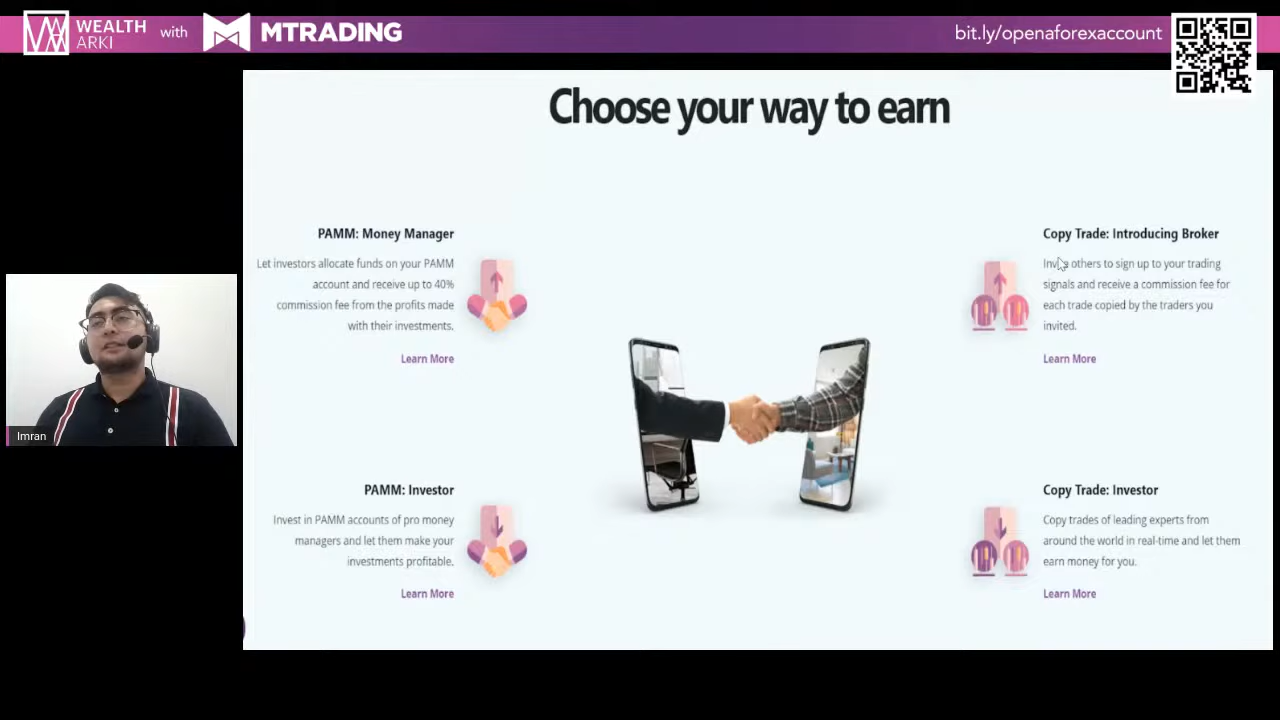 WEALTH
ARKI
with
MTRADING
bit.ly/openaforexaccount
Choose your way to earn
PAMM: Money Manager
Let investors allocate funds on your PAMM
account and receive up to 40%
commission fee from the profits made
with their investments.
Learn More
Copy Trade: Introducing Broker
Invite others to sign up to your trading
signals and receive a commission fee for
each trade copied by the traders you
invited.
Learn More
PAMM: Investor
Invest in PAMM accounts of pro money
managers and let them make your
investments profitable.
Learn More
Copy Trade: Investor
Copy trades of leading experts from
around the world in real-time and let them
earn money for you.
Learn More
Imran